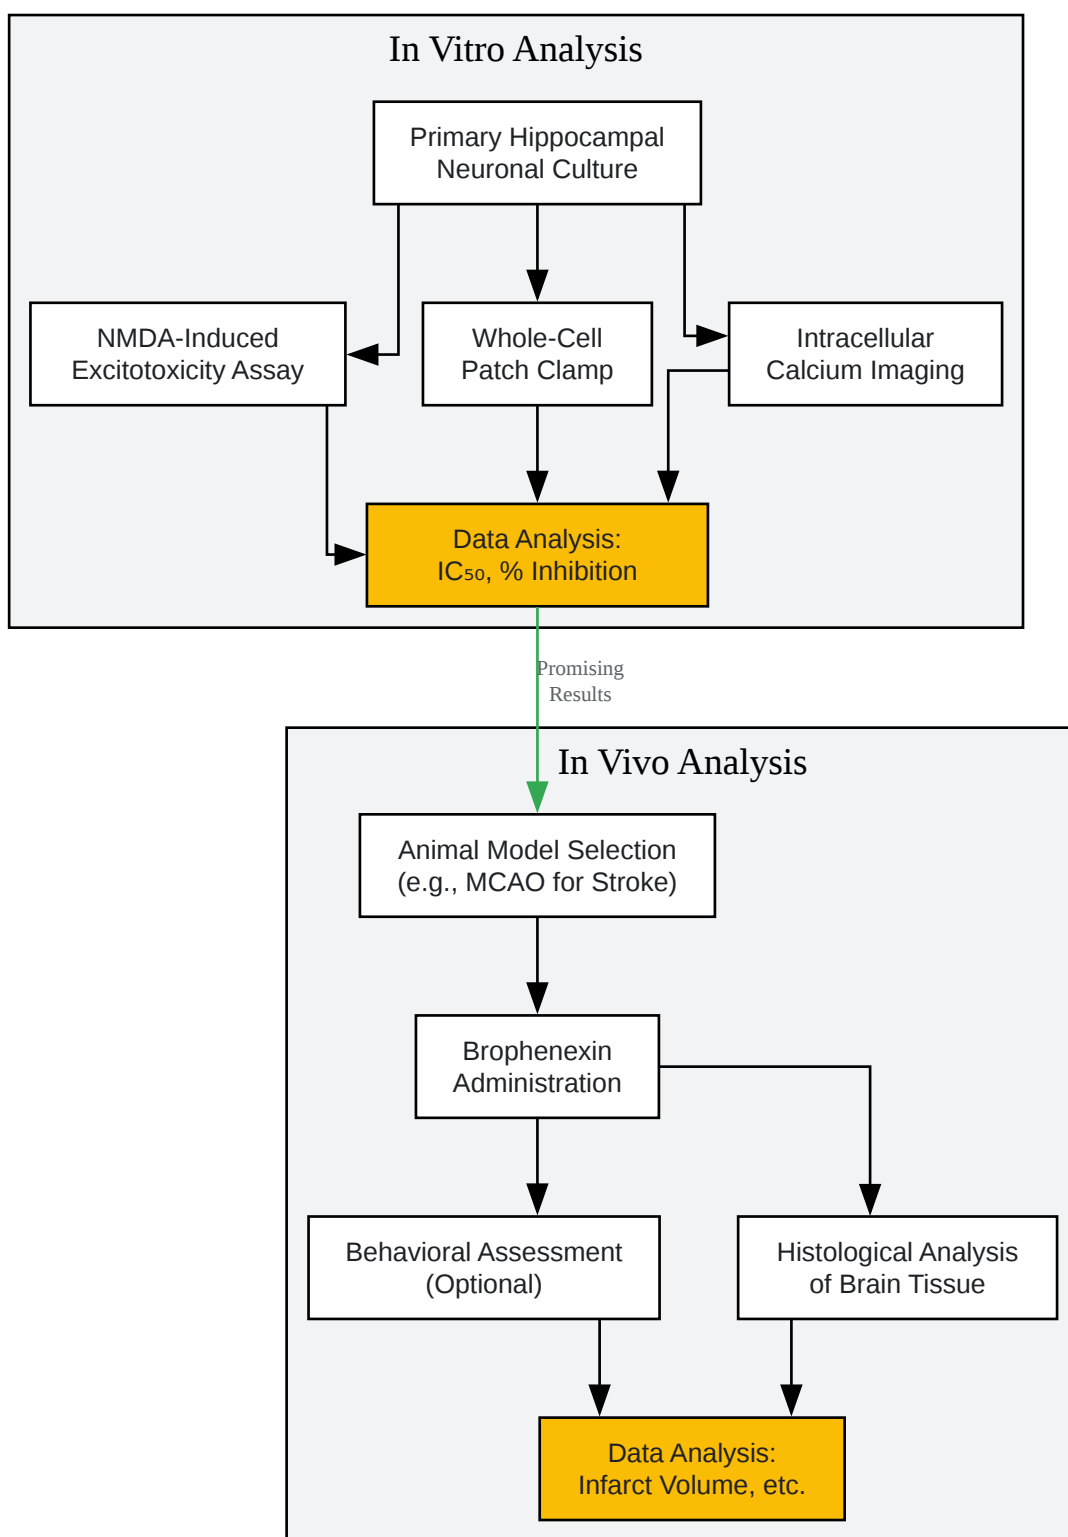 In Vitro Analysis
Primary Hippocampal
Neuronal Culture
NMDA-Induced
Excitotoxicity Assay
Whole-Cell
Patch Clamp
Intracellular
Calcium Imaging
Data Analysis:
IC₅₀, % Inhibition
Promising
Results
In Vivo Analysis
Animal Model Selection
(e.g., MCAO for Stroke)
Brophenexin
Administration
Behavioral Assessment
(Optional)
Histological Analysis
of Brain Tissue
Data Analysis:
Infarct Volume, etc.